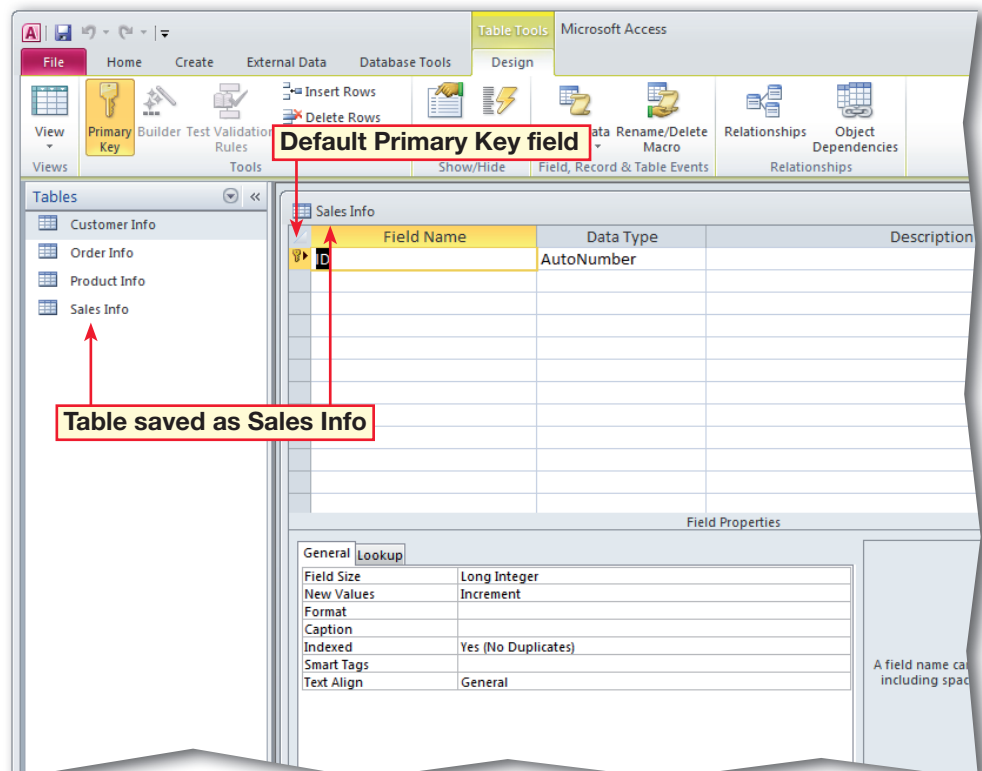 A
Table Tools Microsoft Access
File Home Create External Data Database Tools Design
View
Primary Key
Builder
Test Validation Rules
Insert Rows
Delete Rows
Rename/Delete Macro
Relationships
Object Dependencies
Views Tools Show/Hide Field, Record & Table Events Relationships
Default Primary Key field
Tables
Customer Info
Order Info
Product Info
Sales Info
Table saved as Sales Info
Sales Info
Field Name Data Type Description
ID AutoNumber
Field Properties
General Lookup
Field Size Long Integer
New Values Increment
Format
Caption
Indexed Yes (No Duplicates)
Smart Tags
Text Align General
A field name
including